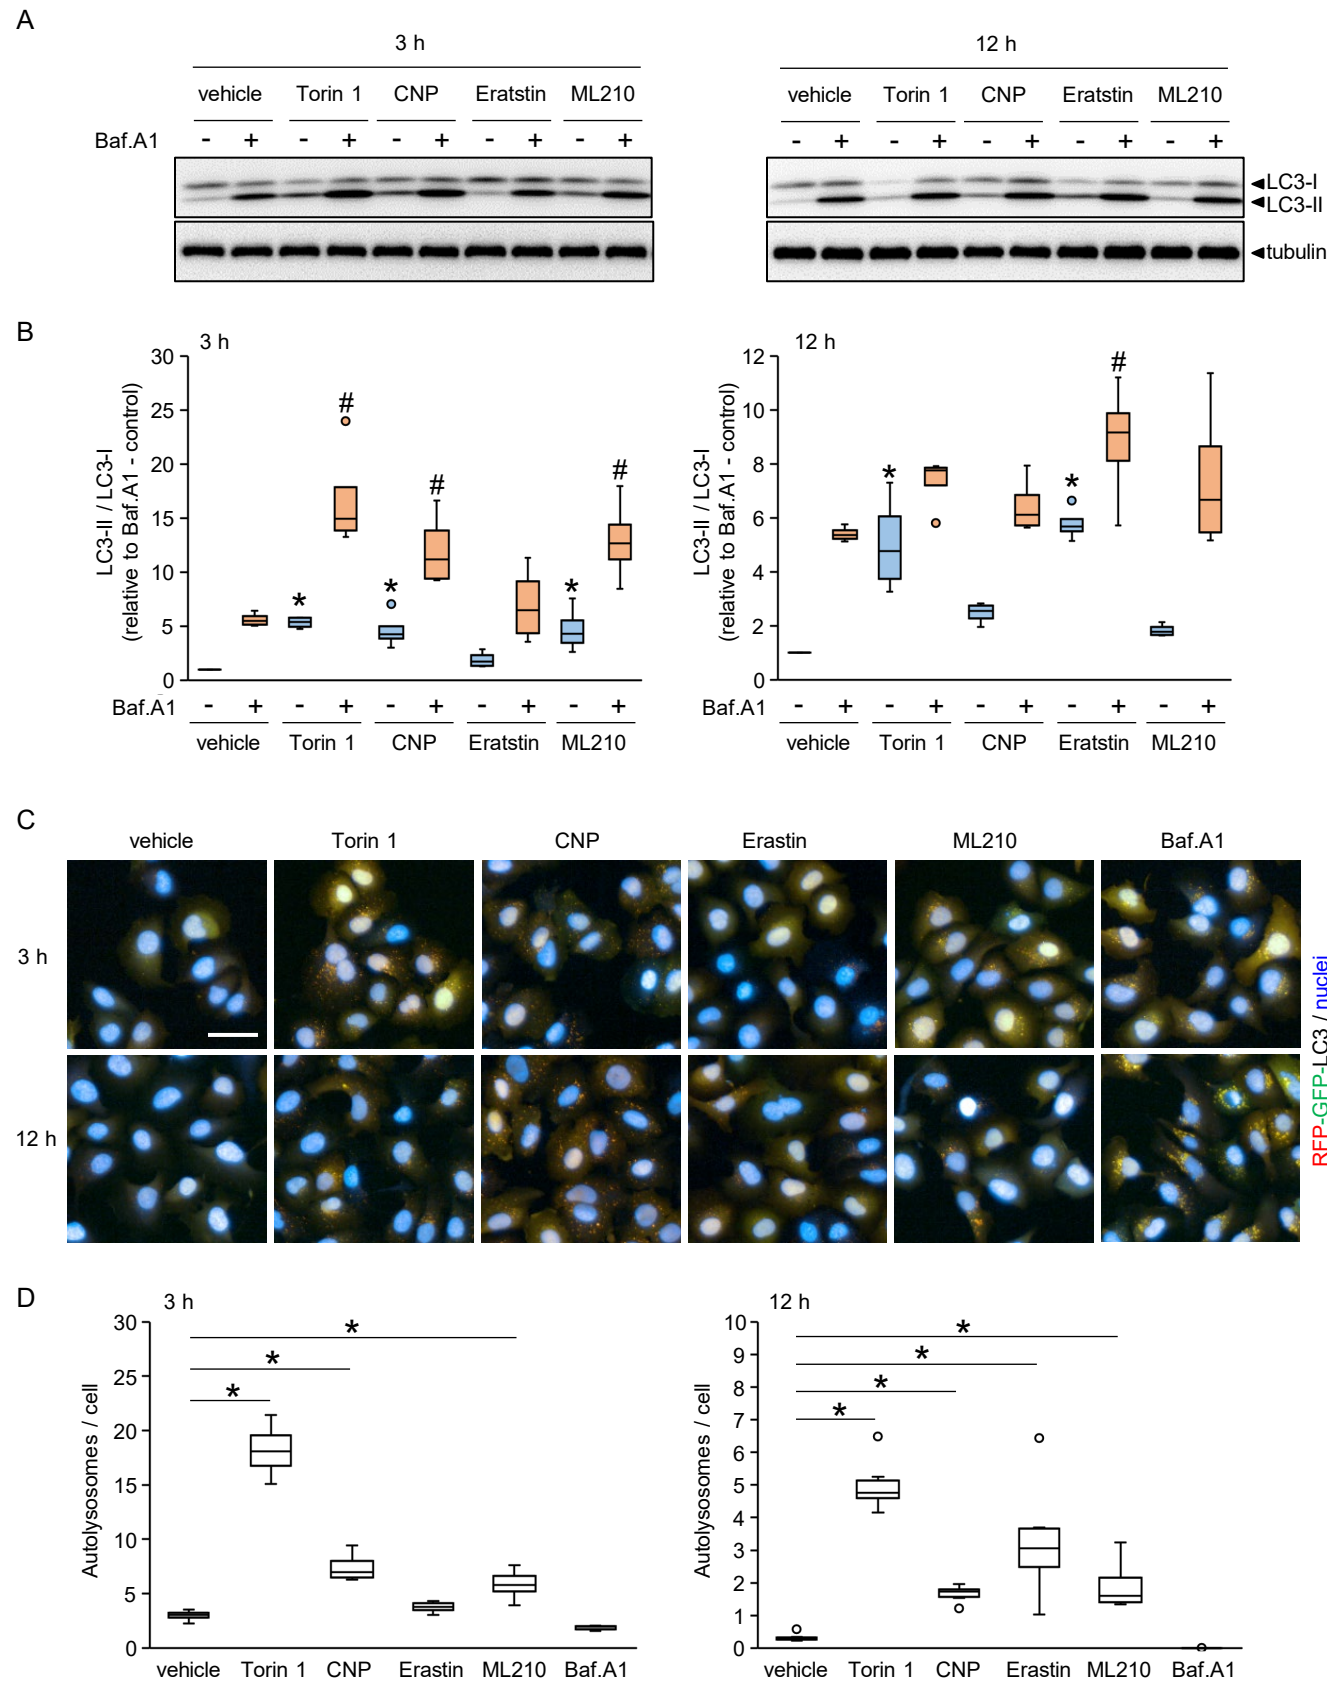 A
3 h
12 h
vehicle Torin 1 CNP Eratstin ML210
vehicle Torin 1 CNP Eratstin ML210
Baf.A1 - + - + - + - + - +
- + - + - + - + - +
◄LC3-I
◄LC3-II
◄tubulin
B
3 h
LC3-II / LC3-I
(relative to Baf.A1 - control)
30
25
20
15
10
5
0
#
#
#
*
*
*
Baf.A1 - + - + - + - + - +
vehicle Torin 1 CNP Eratstin ML210
12 h
LC3-II / LC3-I
(relative to Baf.A1 - control)
12
10
8
6
4
2
0
#
*
*
Baf.A1 - + - + - + - + - +
vehicle Torin 1 CNP Eratstin ML210
C
vehicle Torin 1 CNP Erastin ML210 Baf.A1
3 h
12 h
RFP-GFP-LC3 / nuclei
D
3 h
Autolysosomes / cell
30
25
20
15
10
5
0
*
*
*
vehicle Torin 1 CNP Erastin ML210 Baf.A1
12 h
Autolysosomes / cell
10
9
8
7
6
5
4
3
2
1
0
*
*
*
*
vehicle Torin 1 CNP Erastin ML210 Baf.A1